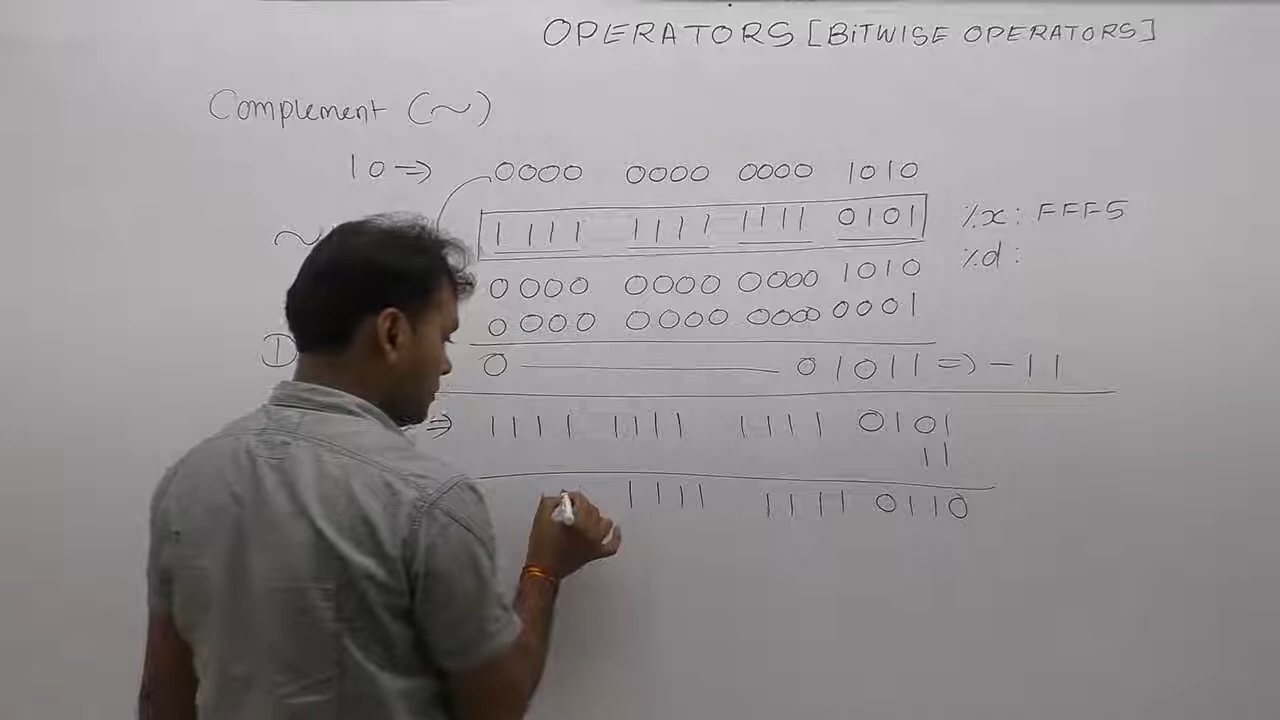 OPERATORS [BITWISE OPERATORS]
Complement (~)
10 => 0000 0000 0000 1010
~ 1111 1111 1111 0101 %x: FFF5
%d:
0000 0000 0000 1010
0000 0000 0000 0001
D 0 0 1011 => -11
=> 1111 1111 1111 0101
11
1111 1111 0110